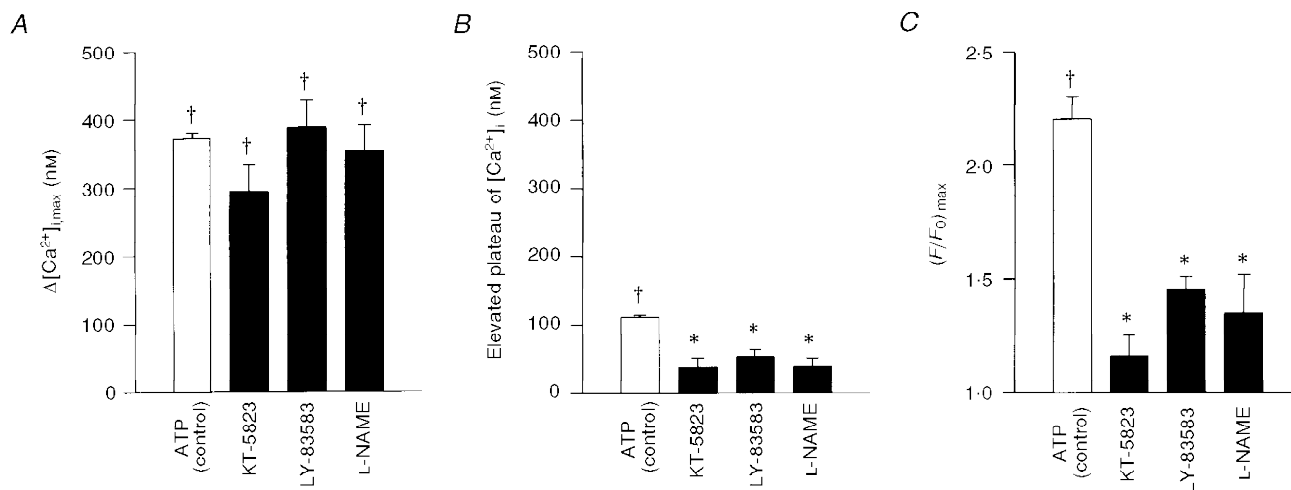 A
Δ[Ca²⁺]i,max (nM)
500
400
300
200
100
0
†
†
†
†
ATP
(control)
KT-5823
LY-83583
L-NAME
B
Elevated plateau of [Ca²⁺]i (nM)
500
400
300
200
100
0
†
*
*
*
ATP
(control)
KT-5823
LY-83583
L-NAME
C
(F/F₀)max
2·5
2·0
1·5
1·0
†
*
*
*
ATP
(control)
KT-5823
LY-83583
L-NAME